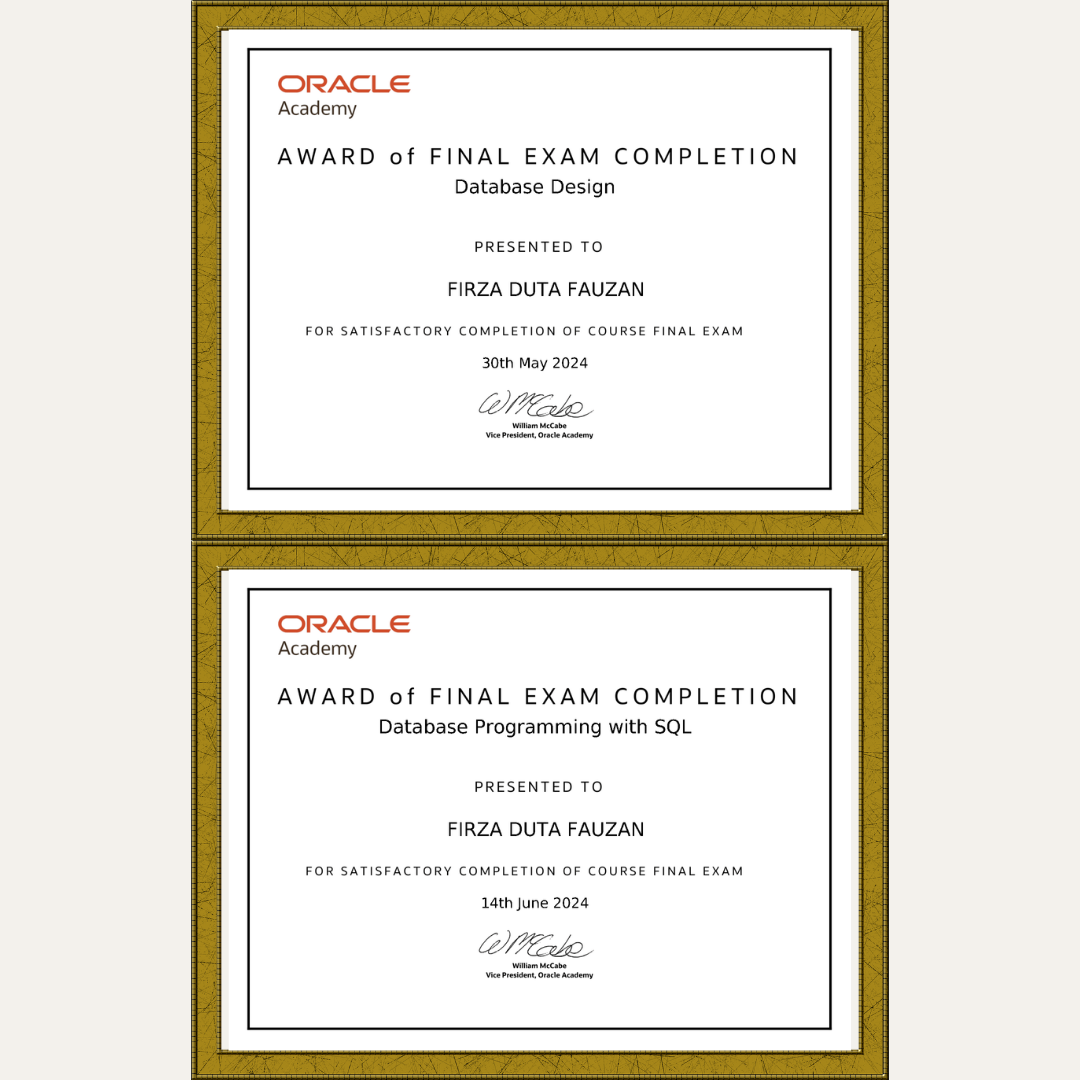 ORACLE
Academy
AWARD of FINAL EXAM COMPLETION
Database Design
PRESENTED TO
FIRZA DUTA FAUZAN
FOR SATISFACTORY COMPLETION OF COURSE FINAL EXAM
30th May 2024
W McCabe
William McCabe
Vice President, Oracle Academy
ORACLE
Academy
AWARD of FINAL EXAM COMPLETION
Database Programming with SQL
PRESENTED TO
FIRZA DUTA FAUZAN
FOR SATISFACTORY COMPLETION OF COURSE FINAL EXAM
14th June 2024
W McCabe
William McCabe
Vice President, Oracle Academy